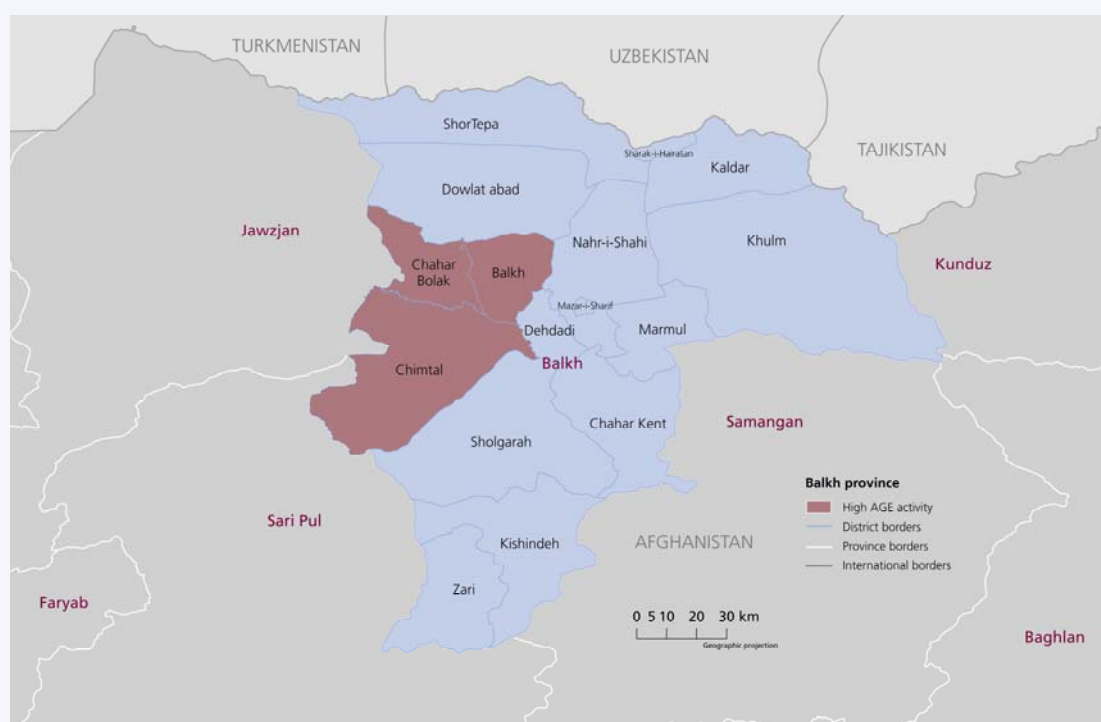 TURKMENISTAN
UZBEKISTAN
TAJIKISTAN
ShorTepa
Sharak-i-Hairatan
Kaldar
Dowlat abad
Jawzjan
Nahr-i-Shahi
Khulm
Kunduz
Chahar
Bolak
Balkh
Mazar-i-Sharif
Dehdadi
Marmul
Balkh
Chimtal
Chahar Kent
Samangan
Sholgarah
Balkh province
High AGE activity
District borders
Province borders
International borders
Sari Pul
Kishindeh
AFGHANISTAN
Zari
Faryab
0 5 10 20 30 km
Geographic projection
Baghlan